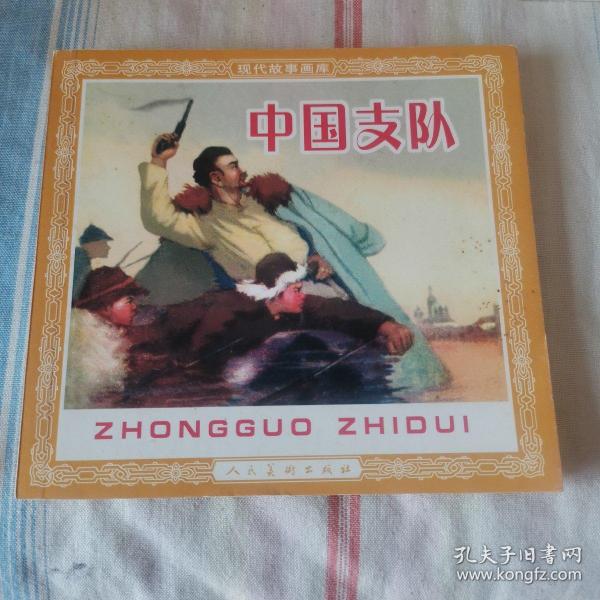 现代故事画库
中国支队
ZHONGGUO ZHIDUI
人民美术出版社
孔夫子旧书网
www.kongfz.com